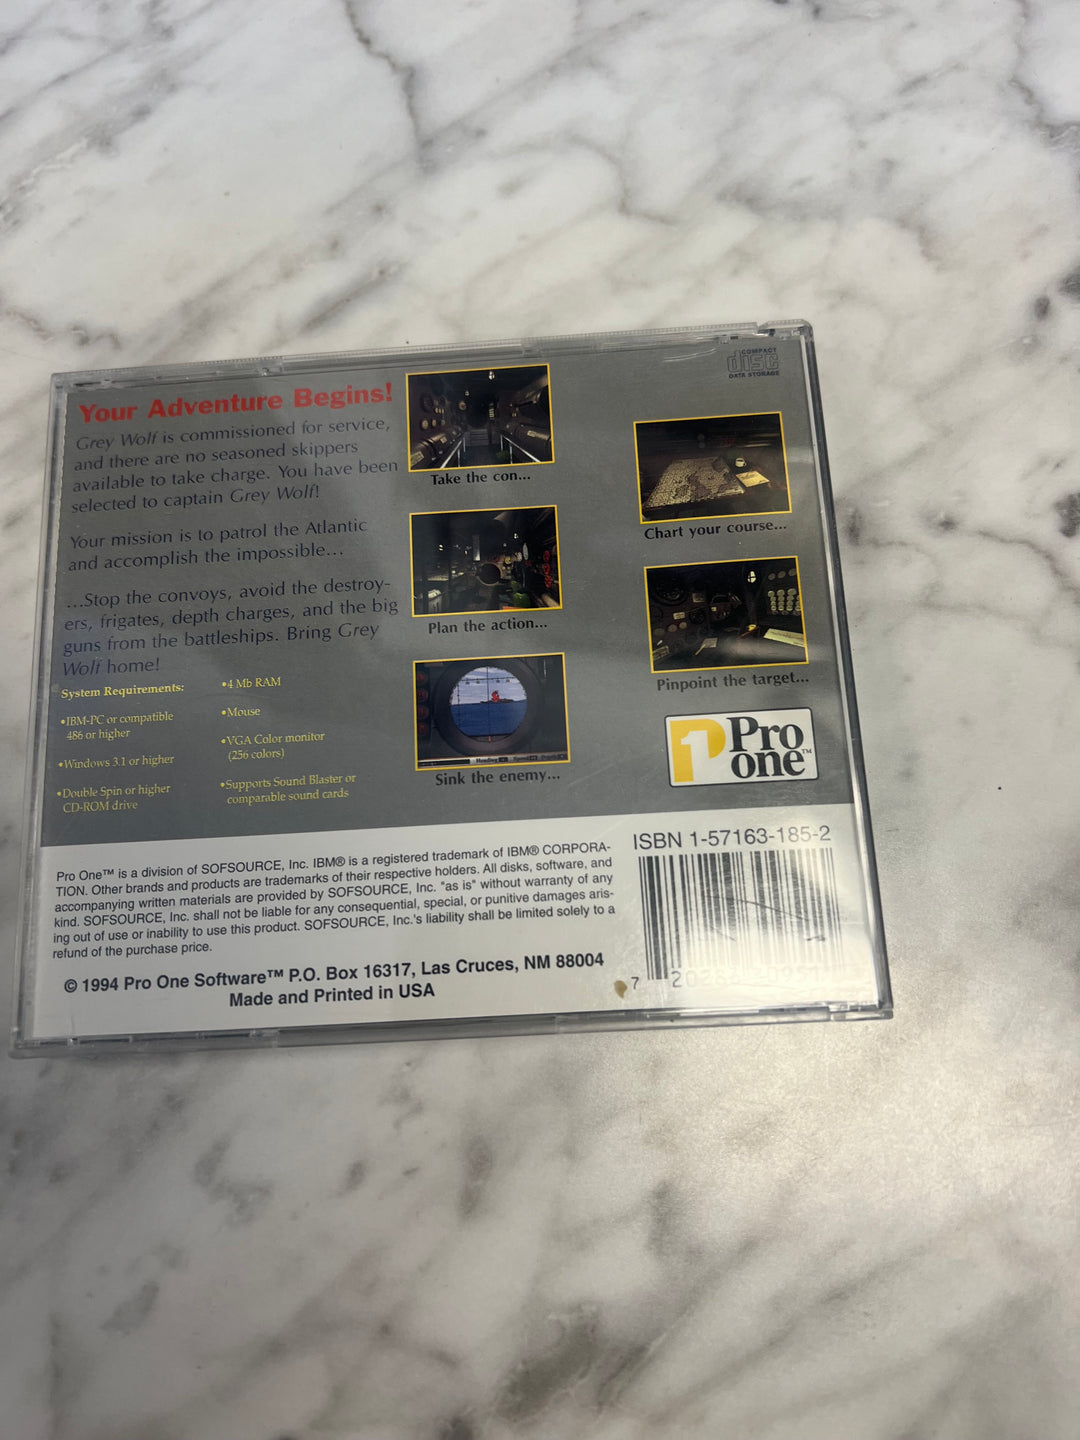 Your Adventure Begins!
Grey Wolf is commissioned for service,
and there are no seasoned skippers
available to take charge. You have been
selected to captain Grey Wolf!
Your mission is to patrol the Atlantic
and accomplish the impossible...
...Stop the convoys, avoid the destroy-
ers, frigates, depth charges, and the big
guns from the battleships. Bring Grey
Wolf home!
System Requirements:
•IBM-PC or compatible
486 or higher
•Windows 3.1 or higher
•Double Spin or higher
CD-ROM drive
•4 Mb RAM
•Mouse
•VGA Color monitor
(256 colors)
•Supports Sound Blaster or
comparable sound cards
Take the con...
Plan the action...
Sink the enemy...
COMPACT
disc
DATA STORAGE
Chart your course...
Pinpoint the target...
1 Pro
one™
Pro One™ is a division of SOFSOURCE, Inc. IBM® is a registered trademark of IBM® CORPORA-
TION. Other brands and products are trademarks of their respective holders. All disks, software, and
accompanying written materials are provided by SOFSOURCE, Inc. "as is" without warranty of any
kind. SOFSOURCE, Inc. shall not be liable for any consequential, special, or punitive damages aris-
ing out of use or inability to use this product. SOFSOURCE, Inc.'s liability shall be limited solely to a
refund of the purchase price.
© 1994 Pro One Software™ P.O. Box 16317, Las Cruces, NM 88004
Made and Printed in USA
ISBN 1-57163-185-2
7